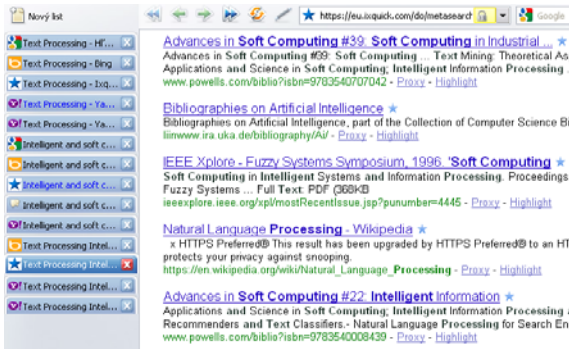 Nový list
https://eu.ixquick.com/do/metasearch
Google
Text Processing - Hľ...
Text Processing - Bing
Text Processing - Ixq...
Text Processing - Ya...
Text Processing - Ya...
Intelligent and soft c...
Intelligent and soft c...
Intelligent and soft c...
Intelligent and soft c...
Intelligent and soft c...
Text Processing Intel...
Text Processing Intel...
Text Processing Intel...
Text Processing Intel...
Advances in Soft Computing #39: Soft Computing in Industrial ...
Advances in Soft Computing #39: Soft Computing ... Text Mining: Theoretical As
Applications and Science in Soft Computing; Intelligent Information Processing
www.powells.com/biblio?isbn=9783540707042 - Proxy - Highlight
Bibliographies on Artificial Intelligence
Bibliographies on Artificial Intelligence, part of the Collection of Computer Science Bi
liinwww.ira.uka.de/bibliography/Ai/ - Proxy - Highlight
IEEE Xplore - Fuzzy Systems Symposium, 1996. 'Soft Computing
Soft Computing in Intelligent Systems and Information Processing. Proceedings
Fuzzy Systems ... Full Text: PDF (368KB
ieeexplore.ieee.org/xpl/mostRecentIssue.jsp?punumber=4445 - Proxy - Highlight
Natural Language Processing - Wikipedia
x HTTPS Preferred® This result has been upgraded by HTTPS Preferred® to an HT
protects your privacy against snooping.
https://en.wikipedia.org/wiki/Natural_Language_Processing - Proxy - Highlight
Advances in Soft Computing #22: Intelligent Information
Applications and Science in Soft Computing; Intelligent Information Processing
Recommenders and Text Classifiers.- Natural Language Processing for Search En
www.powells.com/biblio?isbn=9783540008439 - Proxy - Highlight